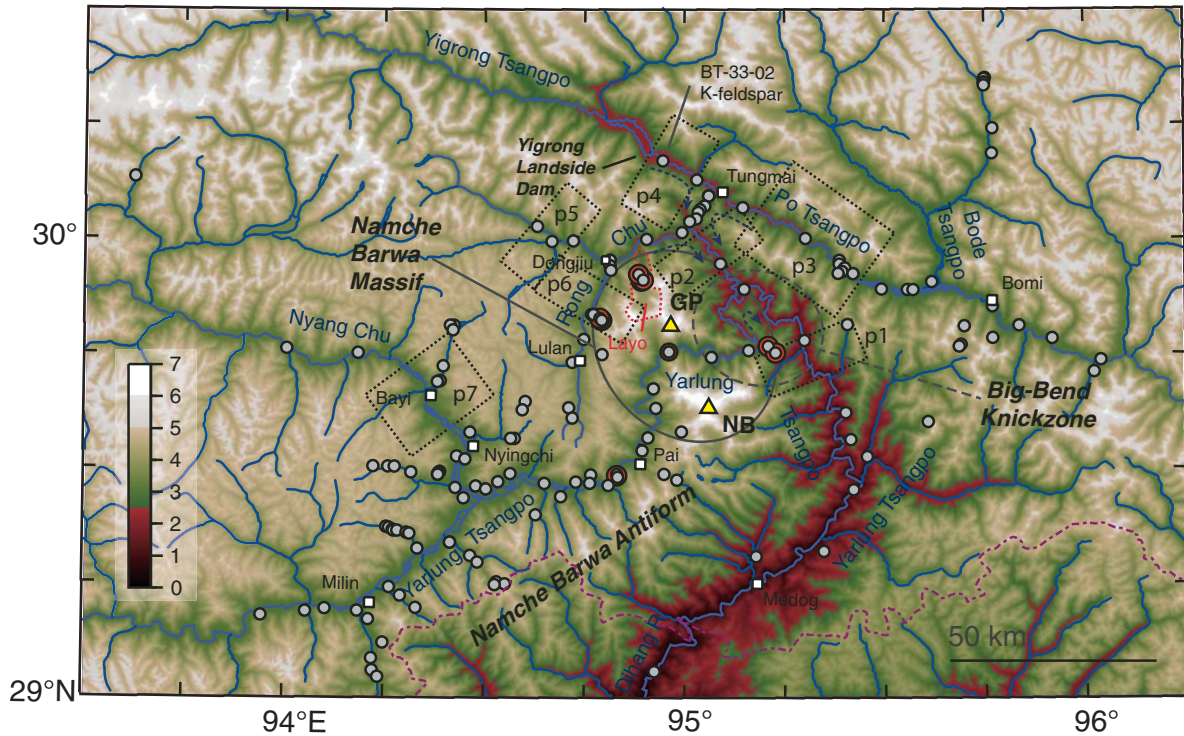 Yigrong Tsangpo
BT-33-02
K-feldspar
Yigrong
Landside
Dam
Tungmai
p4
p5
Po Tsangpo
Bode
Tsangpo
30°
Namche
Barwa
Massif
Chu
Dongjiu
p2
p3
p6
Rong
GP
Bomi
Nyang Chu
Layo
p1
Lulan
7
6
5
4
3
2
1
0
Yarlung
Big-Bend
Knickzone
Bayi
p7
NB
Tsangpo
Nyingchi
Pai
Yarlung Tsangpo
Yarlung Tsangpo
Namche Barwa Antiform
Milin
Medog
Dihang R.
50 km
29°N
94°E
95°
96°